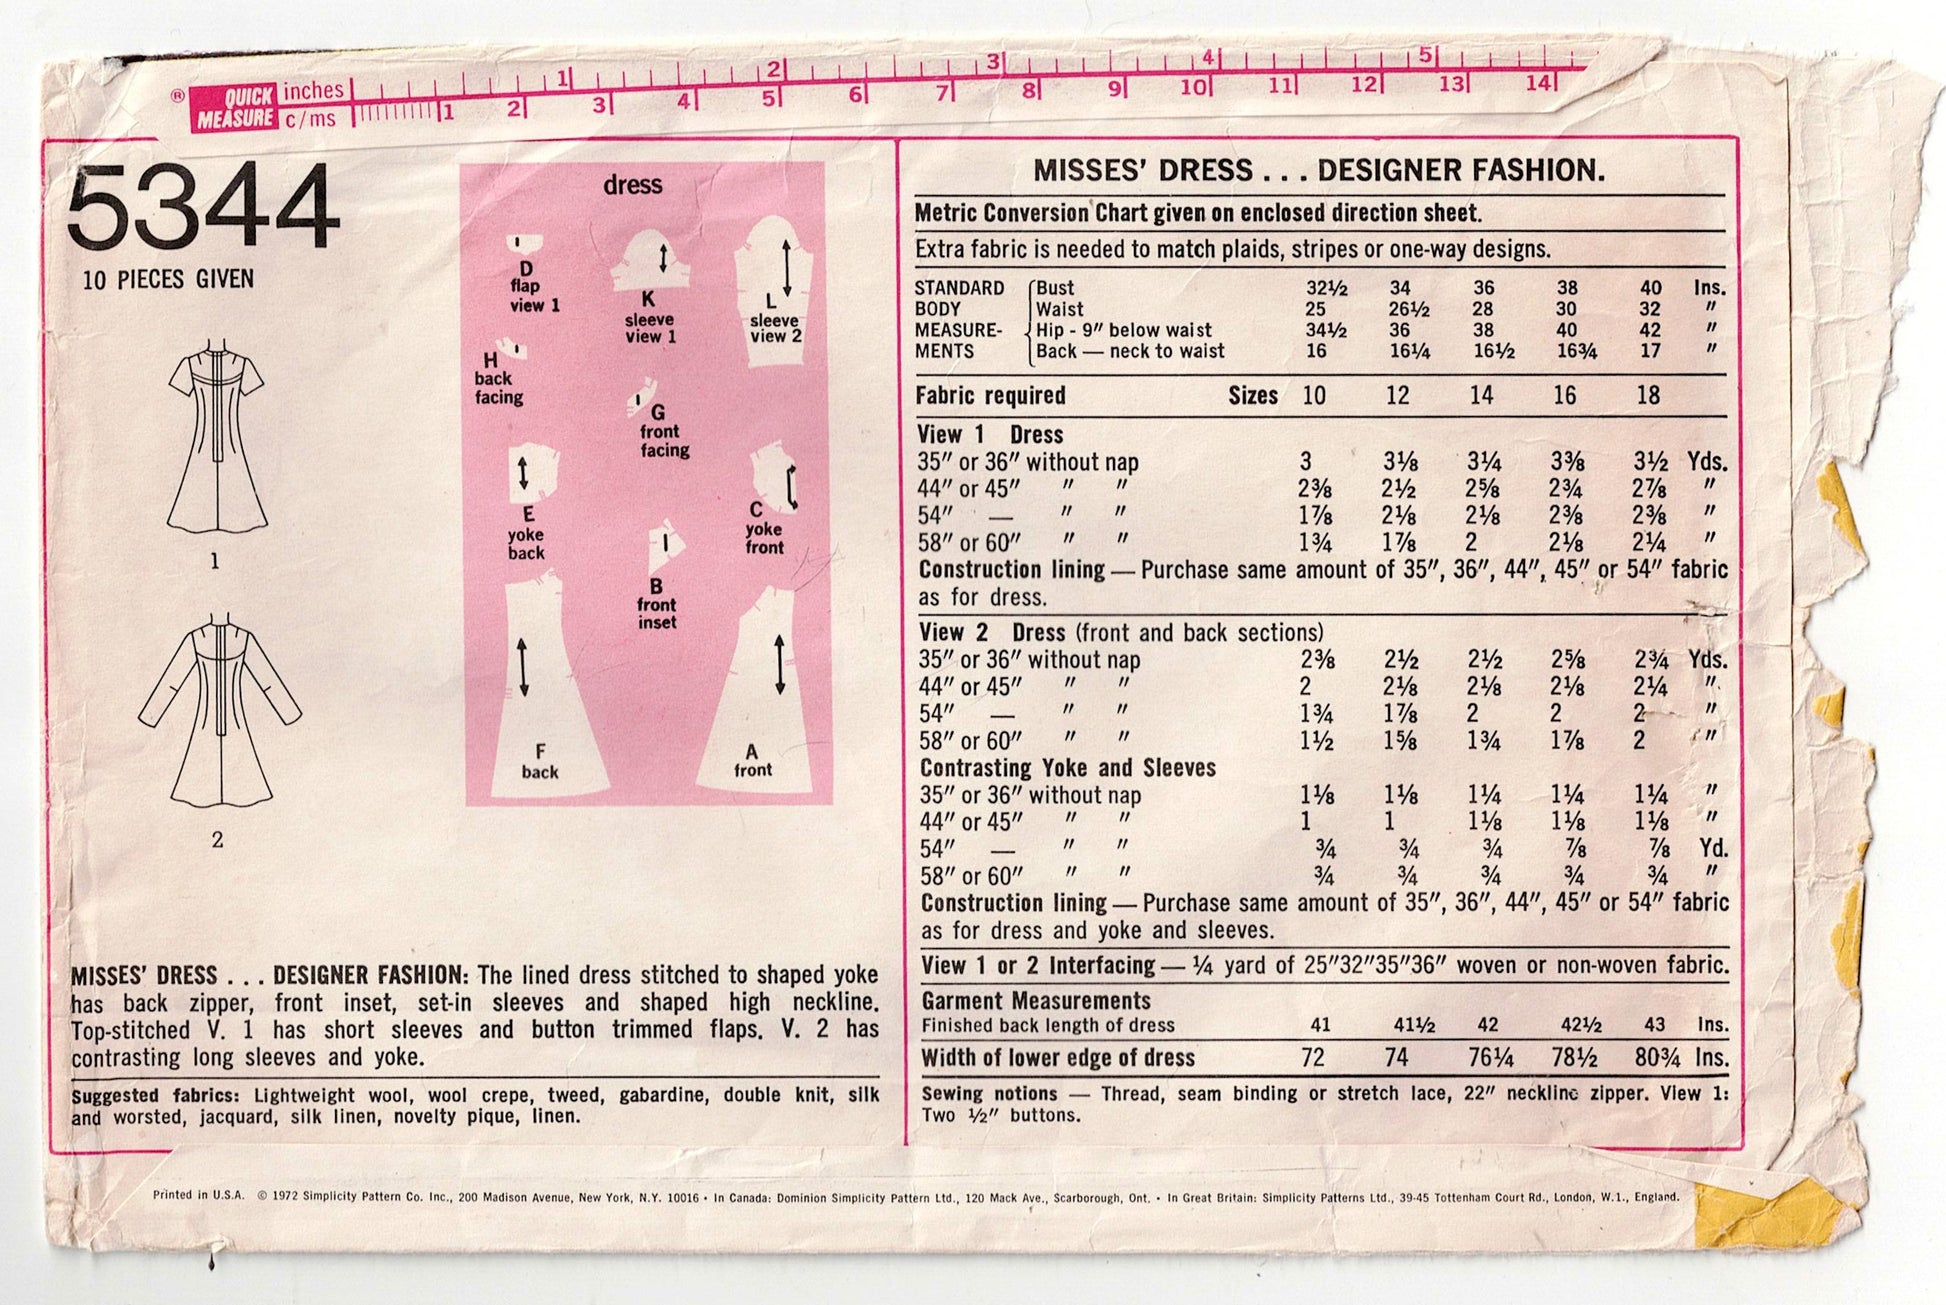 ® QUICK MEASURE inches 1 2 3 4 5
c/ms 1 2 3 4 5 6 7 8 9 10 11 12 13 14
5344
10 PIECES GIVEN
1
2
dress
D
flap
view 1
K
sleeve
view 1
L
sleeve
view 2
H
back
facing
G
front
facing
E
yoke
back
C
yoke
front
B
front
inset
F
back
A
front
MISSES' DRESS . . . DESIGNER FASHION: The lined dress stitched to shaped yoke
has back zipper, front inset, set-in sleeves and shaped high neckline.
Top-stitched V. 1 has short sleeves and button trimmed flaps. V. 2 has
contrasting long sleeves and yoke.
Suggested fabrics: Lightweight wool, wool crepe, tweed, gabardine, double knit, silk
and worsted, jacquard, silk linen, novelty pique, linen.
MISSES' DRESS . . . DESIGNER FASHION.
Metric Conversion Chart given on enclosed direction sheet.
Extra fabric is needed to match plaids, stripes or one-way designs.
STANDARD Bust 32½ 34 36 38 40 Ins.
BODY Waist 25 26½ 28 30 32 "
MEASURE- Hip - 9" below waist 34½ 36 38 40 42 "
MENTS Back — neck to waist 16 16¼ 16½ 16¾ 17 "
Fabric required Sizes 10 12 14 16 18
View 1 Dress
35" or 36" without nap 3 3⅛ 3¼ 3⅜ 3½ Yds.
44" or 45" " " 2⅜ 2½ 2⅝ 2¾ 2⅞ "
54" — " " 1⅞ 2⅛ 2⅛ 2⅜ 2⅜ "
58" or 60" " " 1¾ 1⅞ 2 2⅛ 2¼ "
Construction lining — Purchase same amount of 35", 36", 44", 45" or 54" fabric
as for dress.
View 2 Dress (front and back sections)
35" or 36" without nap 2⅜ 2½ 2½ 2⅝ 2¾ Yds.
44" or 45" " " 2 2⅛ 2⅛ 2⅛ 2¼ "
54" — " " 1¾ 1⅞ 2 2 2 "
58" or 60" " " 1½ 1⅝ 1¾ 1⅞ 2 "
Contrasting Yoke and Sleeves
35" or 36" without nap 1⅛ 1⅛ 1¼ 1¼ 1¼ "
44" or 45" " " 1 1 1⅛ 1⅛ 1⅛ "
54" — " " ¾ ¾ ¾ ⅞ ⅞ Yd.
58" or 60" " " ¾ ¾ ¾ ¾ ¾ "
Construction lining — Purchase same amount of 35", 36", 44", 45" or 54" fabric
as for dress and yoke and sleeves.
View 1 or 2 Interfacing — ¼ yard of 25"32"35"36" woven or non-woven fabric.
Garment Measurements
Finished back length of dress 41 41½ 42 42½ 43 Ins.
Width of lower edge of dress 72 74 76¼ 78½ 80¾ Ins.
Sewing notions — Thread, seam binding or stretch lace, 22" neckline zipper. View 1:
Two ½" buttons.
Printed in U.S.A. © 1972 Simplicity Pattern Co. Inc., 200 Madison Avenue, New York, N.Y. 10016 • In Canada: Dominion Simplicity Pattern Ltd., 120 Mack Ave., Scarborough, Ont. • In Great Britain: Simplicity Patterns Ltd., 39-45 Tottenham Court Rd., London, W.1., England.